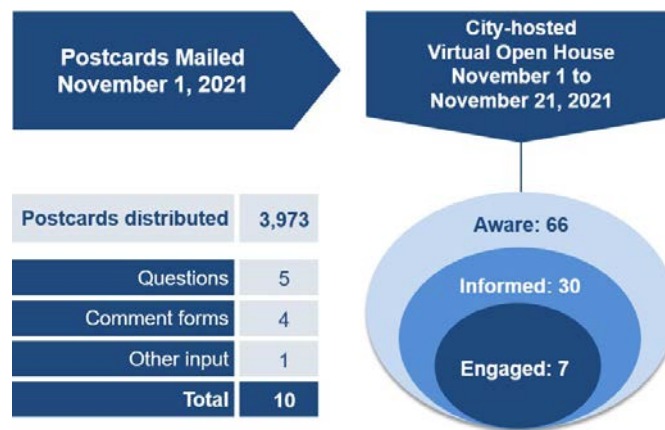 Postcards Mailed
November 1, 2021
City-hosted
Virtual Open House
November 1 to
November 21, 2021
Postcards distributed 3,973
Questions 5
Comment forms 4
Other input 1
Total 10
Aware: 66
Informed: 30
Engaged: 7